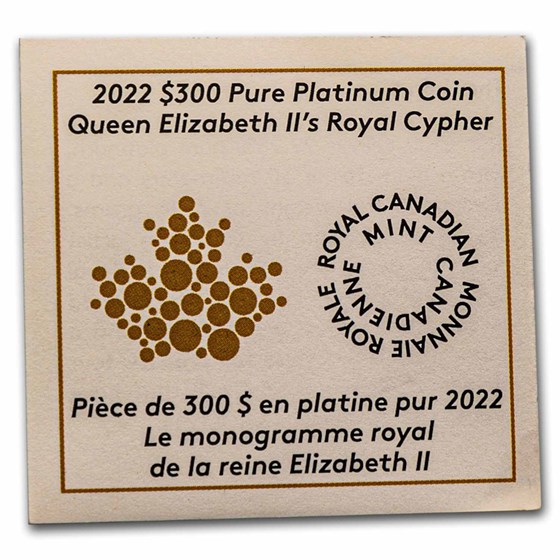 2022 $300 Pure Platinum Coin
Queen Elizabeth II's Royal Cypher
ROYAL CANADIAN MINT
MONNAIE ROYALE CANADIENNE
Pièce de 300 $ en platine pur 2022
Le monogramme royal
de la reine Elizabeth II